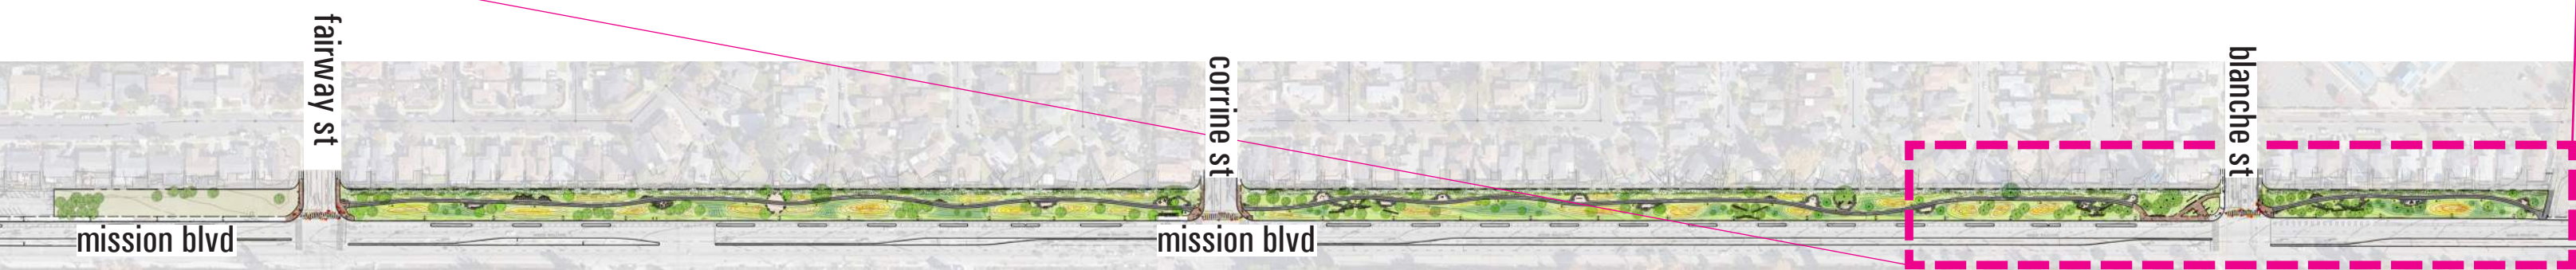 fairway st
corrine st
blanche st
mission blvd
mission blvd